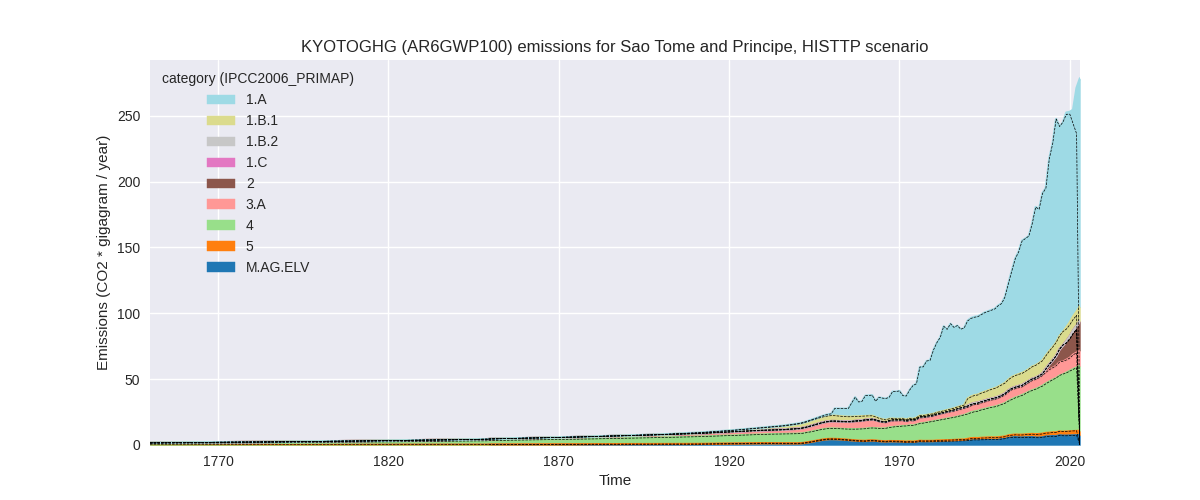 KYOTOGHG (AR6GWP100) emissions for Sao Tome and Principe, HISTTP scenario
category (IPCC2006_PRIMAP)
1.A
1.B.1
1.B.2
1.C
2
3.A
4
5
M.AG.ELV
Emissions (CO2 * gigagram / year)
250
200
150
100
50
0
1770
1820
1870
1920
1970
2020
Time